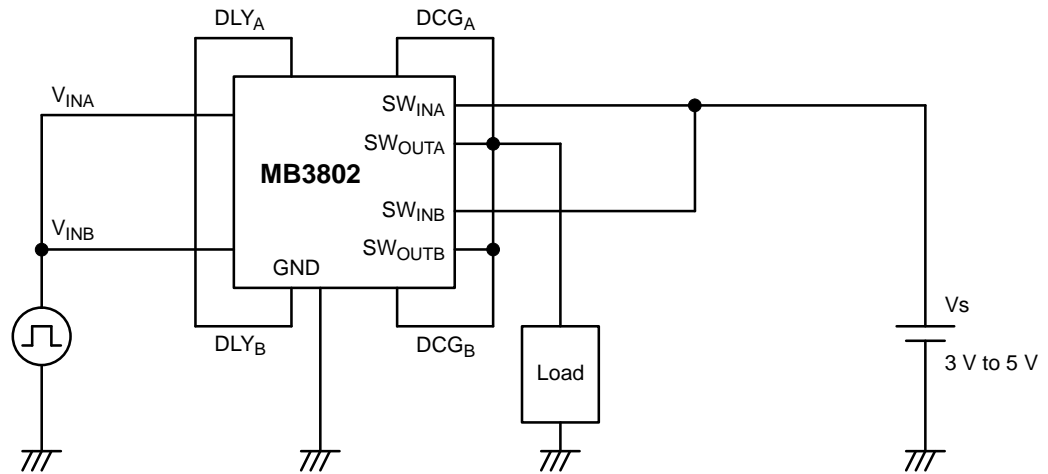 DLYA
DCGA
VINA
SWINA
SWOUTA
MB3802
SWINB
VINB
SWOUTB
GND
Vs
DLYB
DCGB
Load
3 V to 5 V